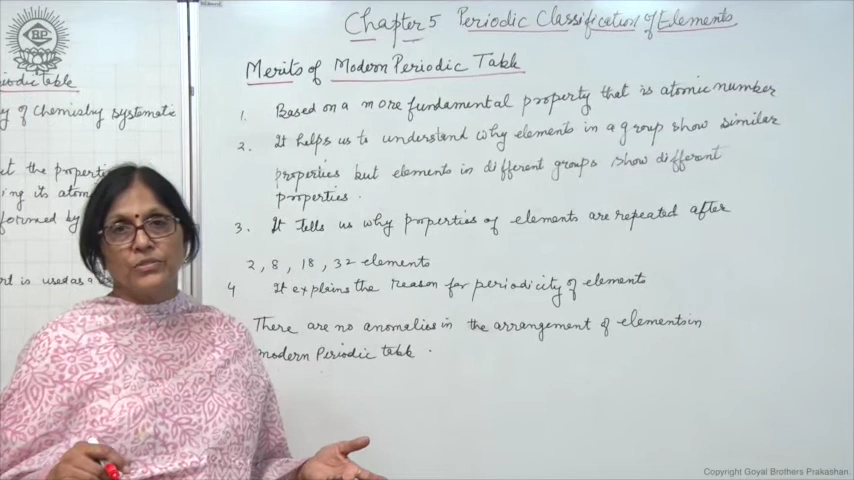 Chapter 5 Periodic Classification of Elements
Merits of Modern Periodic Table
1. Based on a more fundamental property that is atomic number
2. It helps us to understand why elements in a group show similar
properties but elements in different groups show different
properties.
3. It tells us why properties of elements are repeated after
2, 8, 18, 32 elements
4 It explains the reason for periodicity of elements
There are no anomalies in the arrangement of elements in
modern Periodic table.
iodic table
y of Chemistry systematic
t the properti
ing its atom
formed by
rt is used as a
Copyright Goyal Brothers Prakashan